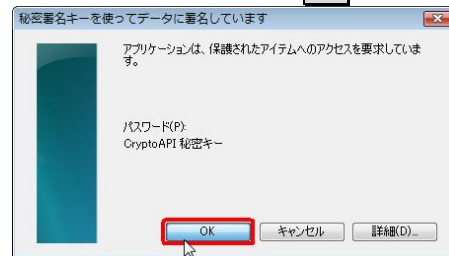 秘密署名キーを使ってデータに署名しています
アプリケーションは、保護されたアイテムへのアクセスを要求していま
す。
パスワード(P):
CryptoAPI 秘密キー
OK
キャンセル
詳細(D)...